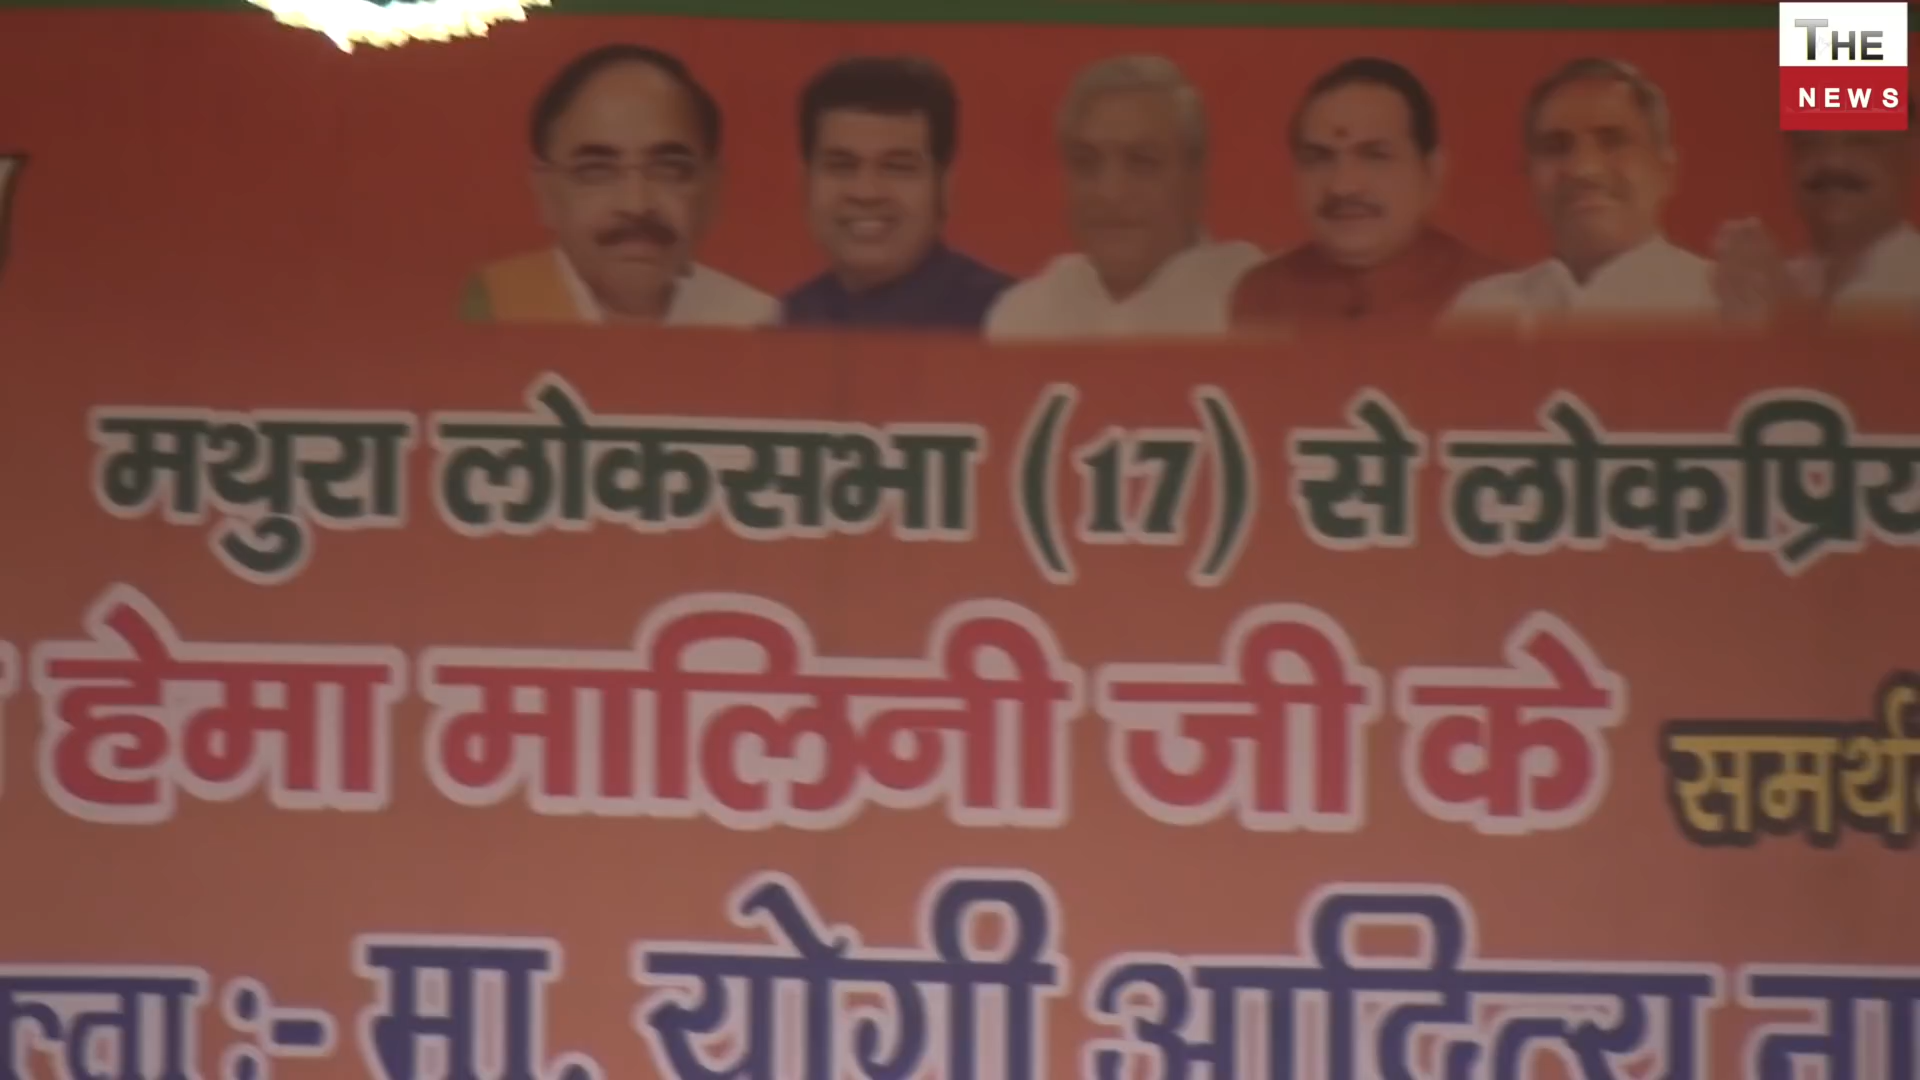 THE
NEWS
मथुरा लोकसभा (17) से लोकप्रिय
हेमा मालिनी जी के
:- मा. योगी आदित्य